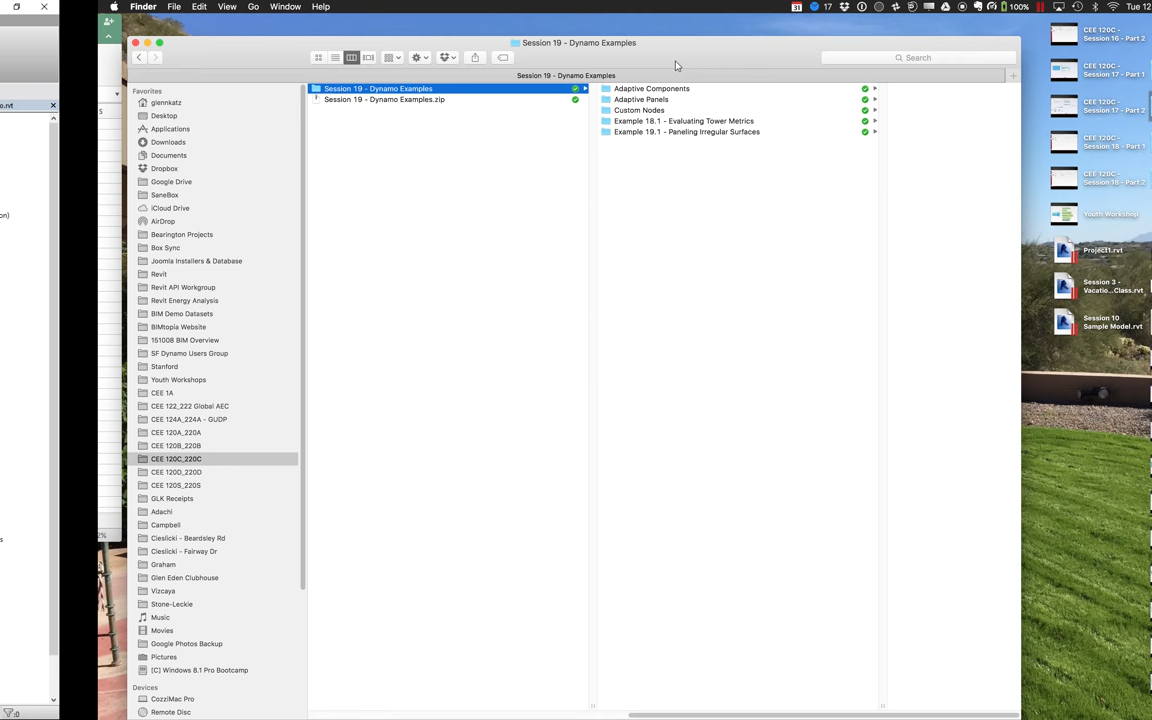 Finder File Edit View Go Window Help
31 17 100% Tue 12
Session 19 - Dynamo Examples
Search
Session 19 - Dynamo Examples
o.rvt
S
on)
s
:0
2%
Favorites
glennkatz
Desktop
Applications
Downloads
Documents
Dropbox
Google Drive
SaneBox
iCloud Drive
AirDrop
Bearington Projects
Box Sync
Joomla Installers & Database
Revit
Revit API Workgroup
Revit Energy Analysis
BIM Demo Datasets
BIMtopia Website
151008 BIM Overview
SF Dynamo Users Group
Stanford
Youth Workshops
CEE 1A
CEE 122_222 Global AEC
CEE 124A_224A - GUDP
CEE 120A_220A
CEE 120B_220B
CEE 120C_220C
CEE 120D_220D
CEE 120S_220S
GLK Receipts
Adachi
Campbell
Cieslicki - Beardsley Rd
Cieslicki - Fairway Dr
Graham
Glen Eden Clubhouse
Vizcaya
Stone-Leckie
Music
Movies
Google Photos Backup
Pictures
[C] Windows 8.1 Pro Bootcamp
Devices
CozziMac Pro
Remote Disc
Session 19 - Dynamo Examples
Session 19 - Dynamo Examples.zip
Adaptive Components
Adaptive Panels
Custom Nodes
Example 18.1 - Evaluating Tower Metrics
Example 19.1 - Paneling Irregular Surfaces
CEE 120C -
Session 16 - Part 2
CEE 120C -
Session 17 - Part 1
CEE 120C -
Session 17 - Part 2
CEE 120C -
Session 18 - Part 1
CEE 120C -
Session 18 - Part 2
Youth Workshop
Project1.rvt
Session 3 -
Vacatio...Class.rvt
Session 10
Sample Model.rvt